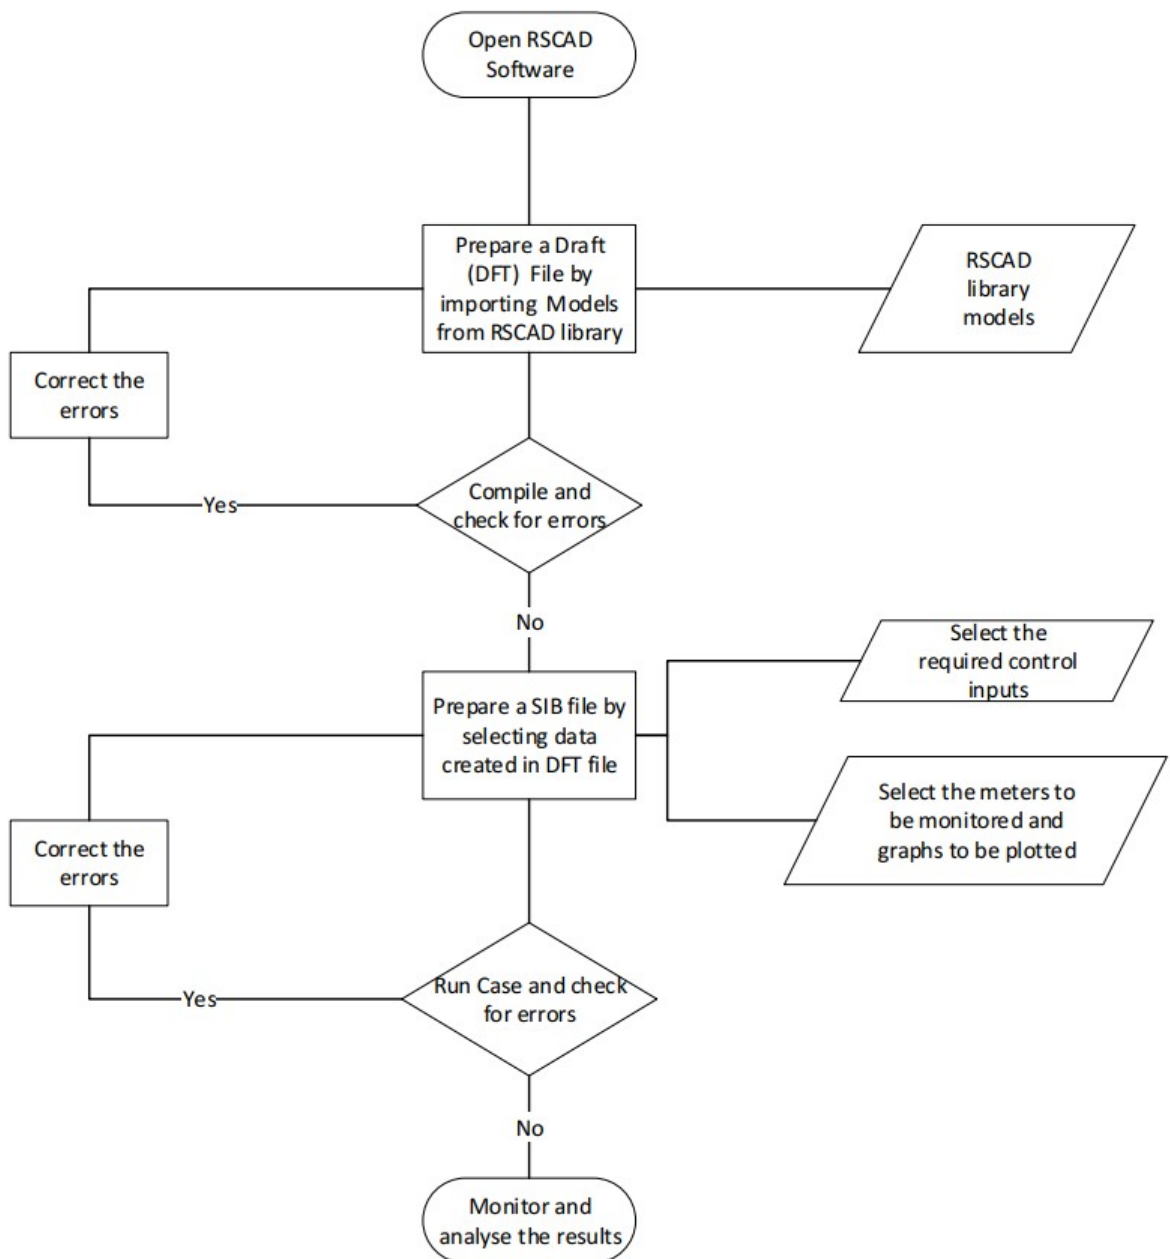 Open RSCAD
Software
Prepare a Draft
(DFT) File by
importing Models
from RSCAD library
RSCAD
library
models
Correct the
errors
Compile and
check for errors
Yes
No
Select the
required control
inputs
Prepare a SIB file by
selecting data
created in DFT file
Select the meters to
be monitored and
graphs to be plotted
Correct the
errors
Run Case and check
for errors
Yes
No
Monitor and
analyse the results